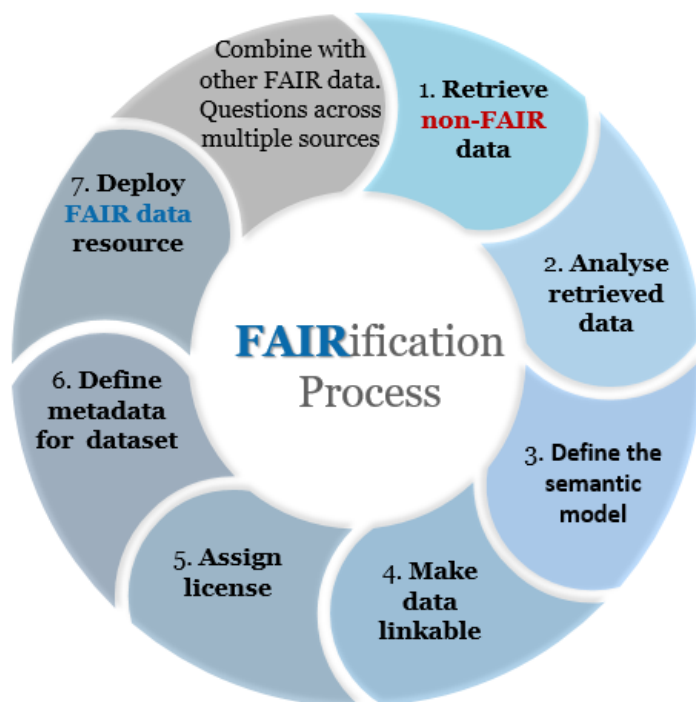 Combine with
other FAIR data.
Questions across
multiple sources
1. Retrieve
non-FAIR
data
2. Analyse
retrieved
data
3. Define the
semantic
model
4. Make
data
linkable
5. Assign
license
6. Define
metadata
for dataset
7. Deploy
FAIR data
resource
FAIRification
Process